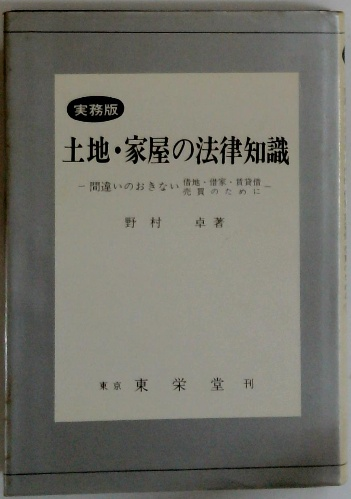 実務版
土地・家屋の法律知識
－間違いのおきない借地・借家・賃貸借売買のために－
野村 卓著
東京 東栄堂 刊